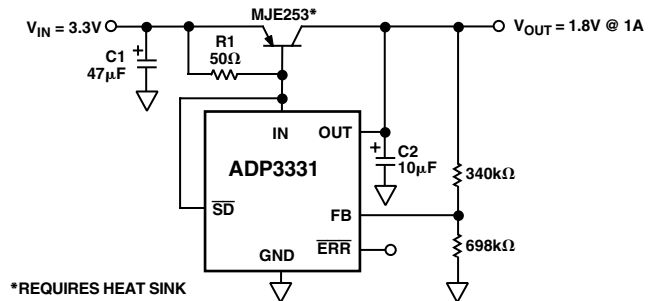 MJE253*
V_IN = 3.3V
V_OUT = 1.8V @ 1A
R1
50Ω
C1
47µF
+
IN
OUT
ADP3331
+
C2
10µF
340kΩ
SD
FB
ERR
698kΩ
GND
*REQUIRES HEAT SINK